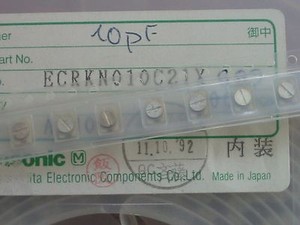 10pF
御中
art No.
ECRKN010C21X
onic M
11.10.'92
内装
ita Electronic Components Co., Ltd. Made in Japan